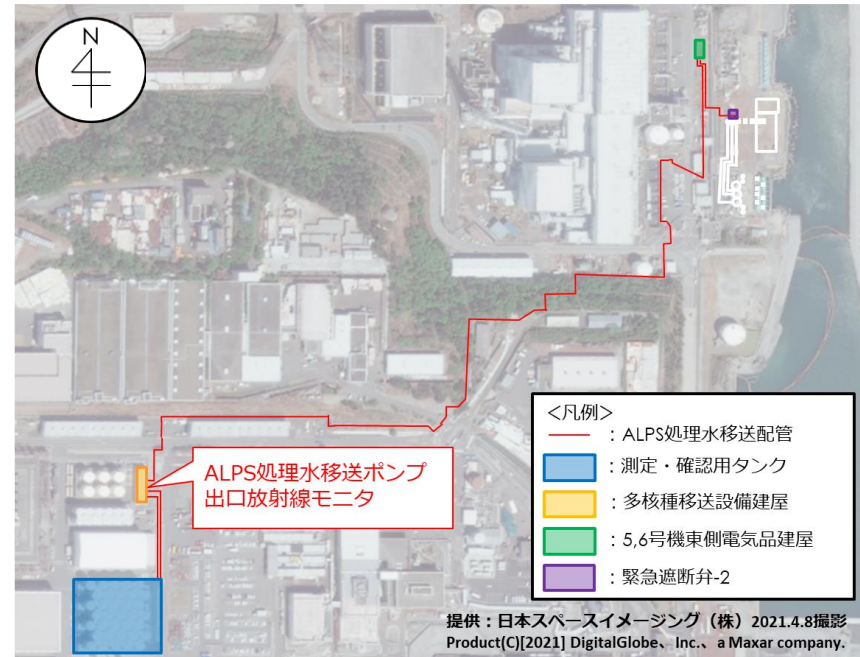 N
ALPS処理水移送ポンプ
出口放射線モニタ
<凡例>
：ALPS処理水移送配管
：測定・確認用タンク
：多核種移送設備建屋
：5,6号機東側電気品建屋
：緊急遮断弁-2
提供：日本スペースイメージング（株）2021.4.8撮影
Product(C)[2021] DigitalGlobe、Inc.、a Maxar company.